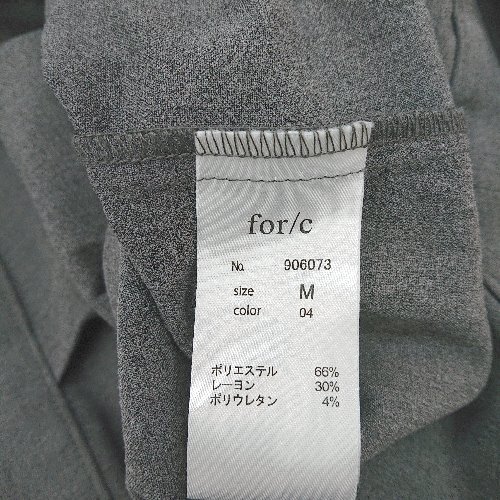 for/c
No. 906073
size M
color 04
ポリエステル 66%
レーヨン 30%
ポリウレタン 4%